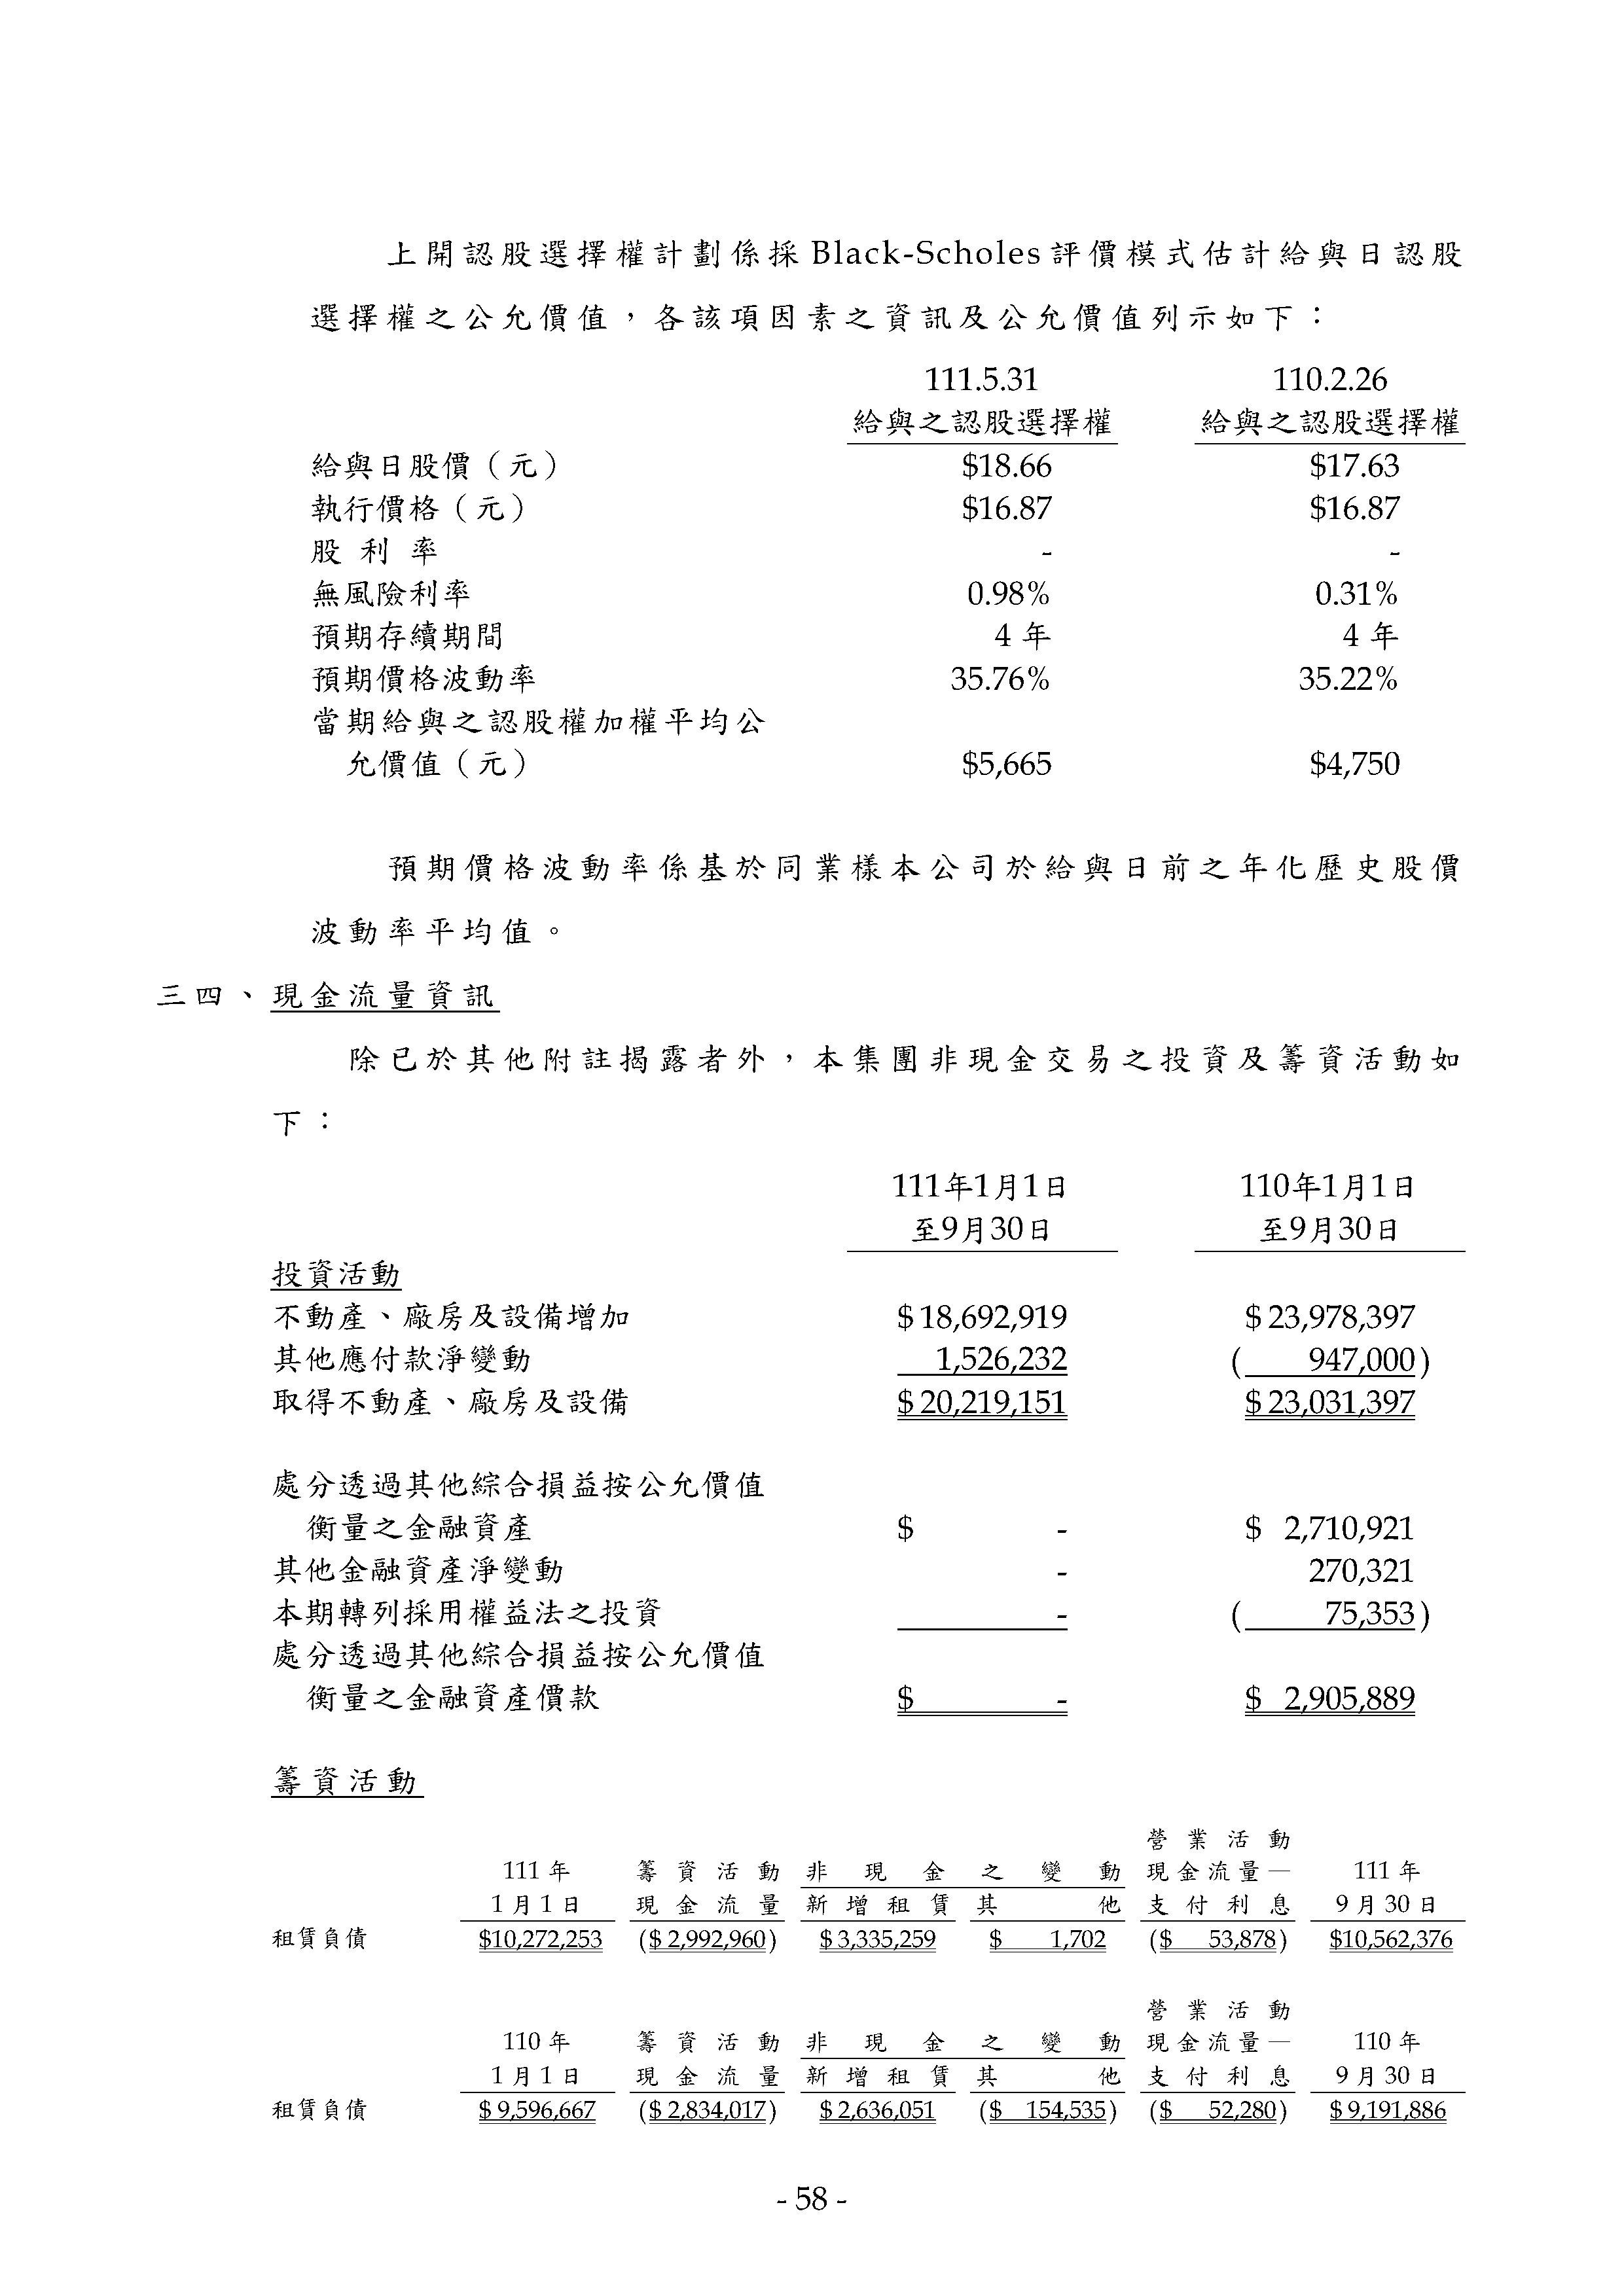 上開認股選擇權計劃係採 Black-Scholes 評價模式估計給與日認股
選擇權之公允價值，各該項因素之資訊及公允價值列示如下：
111.5.31 110.2.26
給與之認股選擇權 給與之認股選擇權
給與日股價（元） $18.66 $17.63
執行價格（元） $16.87 $16.87
股 利 率 - -
無風險利率 0.98% 0.31%
預期存續期間 4 年 4 年
預期價格波動率 35.76% 35.22%
當期給與之認股權加權平均公
允價值（元） $5,665 $4,750
預期價格波動率係基於同業樣本公司於給與日前之年化歷史股價
波動率平均值。
三四、現金流量資訊
除已於其他附註揭露者外，本集團非現金交易之投資及籌資活動如
下：
111年1月1日 110年1月1日
至9月30日 至9月30日
投資活動
不動產、廠房及設備增加 $ 18,692,919 $ 23,978,397
其他應付款淨變動 1,526,232 ( 947,000)
取得不動產、廠房及設備 $ 20,219,151 $ 23,031,397
處分透過其他綜合損益按公允價值
衡量之金融資產 $ - $ 2,710,921
其他金融資產淨變動 - 270,321
本期轉列採用權益法之投資 - ( 75,353)
處分透過其他綜合損益按公允價值
衡量之金融資產價款 $ - $ 2,905,889
籌資活動
營業活動
111 年 籌資活動 非現金之變動 現金流量— 111 年
1 月 1 日 現金流量 新增租賃 其他 支付利息 9 月 30 日
租賃負債 $10,272,253 ($ 2,992,960) $ 3,335,259 $ 1,702 ($ 53,878) $10,562,376
營業活動
110 年 籌資活動 非現金之變動 現金流量— 110 年
1 月 1 日 現金流量 新增租賃 其他 支付利息 9 月 30 日
租賃負債 $ 9,596,667 ($ 2,834,017) $ 2,636,051 ($ 154,535) ($ 52,280) $ 9,191,886
- 58 -